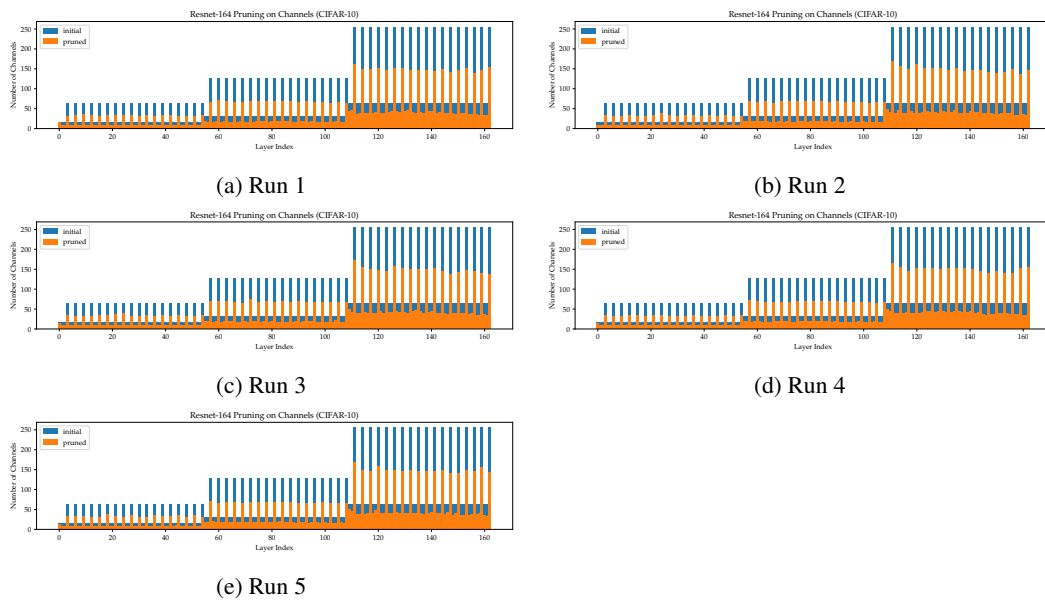 Resnet-164 Pruning on Channels (CIFAR-10)
initial
pruned
Number of Channels
250
200
150
100
50
0
0 20 40 60 80 100 120 140 160
Layer Index
(a) Run 1
Resnet-164 Pruning on Channels (CIFAR-10)
initial
pruned
Number of Channels
250
200
150
100
50
0
0 20 40 60 80 100 120 140 160
Layer Index
(b) Run 2
Resnet-164 Pruning on Channels (CIFAR-10)
initial
pruned
Number of Channels
250
200
150
100
50
0
0 20 40 60 80 100 120 140 160
Layer Index
(c) Run 3
Resnet-164 Pruning on Channels (CIFAR-10)
initial
pruned
Number of Channels
250
200
150
100
50
0
0 20 40 60 80 100 120 140 160
Layer Index
(d) Run 4
Resnet-164 Pruning on Channels (CIFAR-10)
initial
pruned
Number of Channels
250
200
150
100
50
0
0 20 40 60 80 100 120 140 160
Layer Index
(e) Run 5